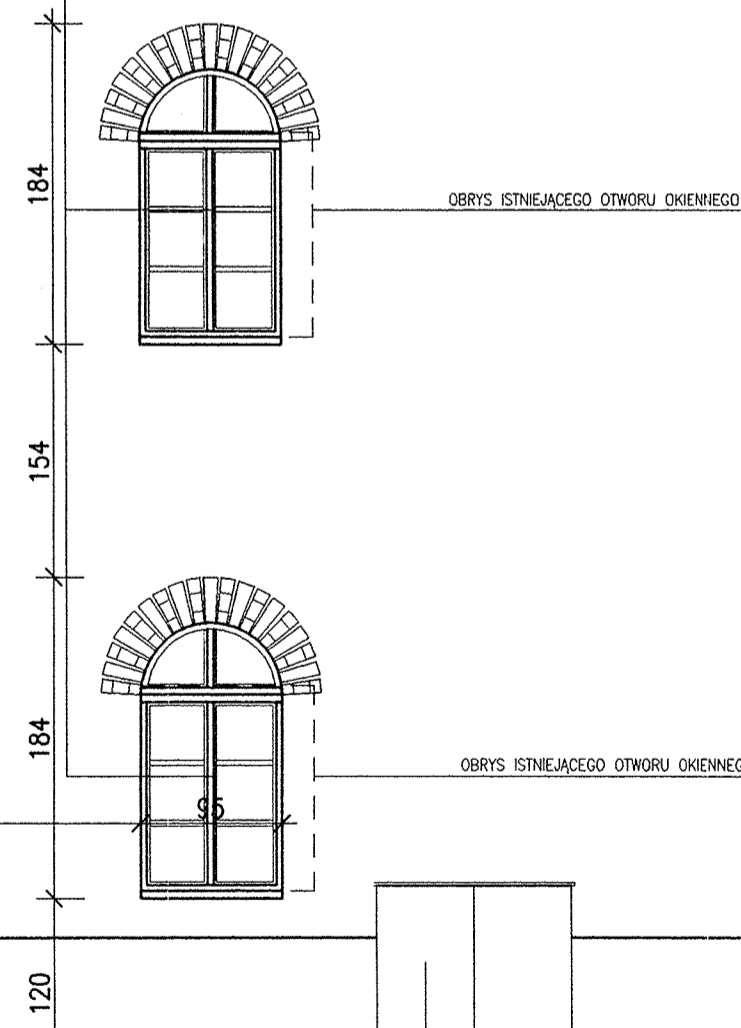 184
OBRYS ISTNIEJĄCEGO OTWORU OKIENNEGO
154
184
OBRYS ISTNIEJĄCEGO OTWORU OKIENNEG
95
120